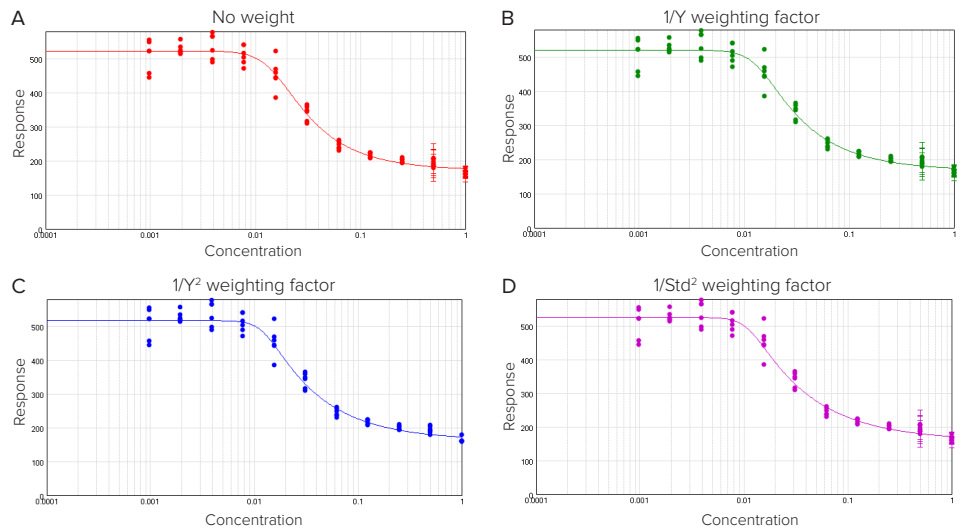 A
No weight
Response
500
400
300
200
100
0
0.0001
0.001
0.01
0.1
1
Concentration
B
1/Y weighting factor
Response
500
400
300
200
100
0
0.0001
0.001
0.01
0.1
1
Concentration
C
1/Y² weighting factor
Response
500
400
300
200
100
0
0.0001
0.001
0.01
0.1
1
Concentration
D
1/Std² weighting factor
Response
500
400
300
200
100
0
0.0001
0.001
0.01
0.1
1
Concentration